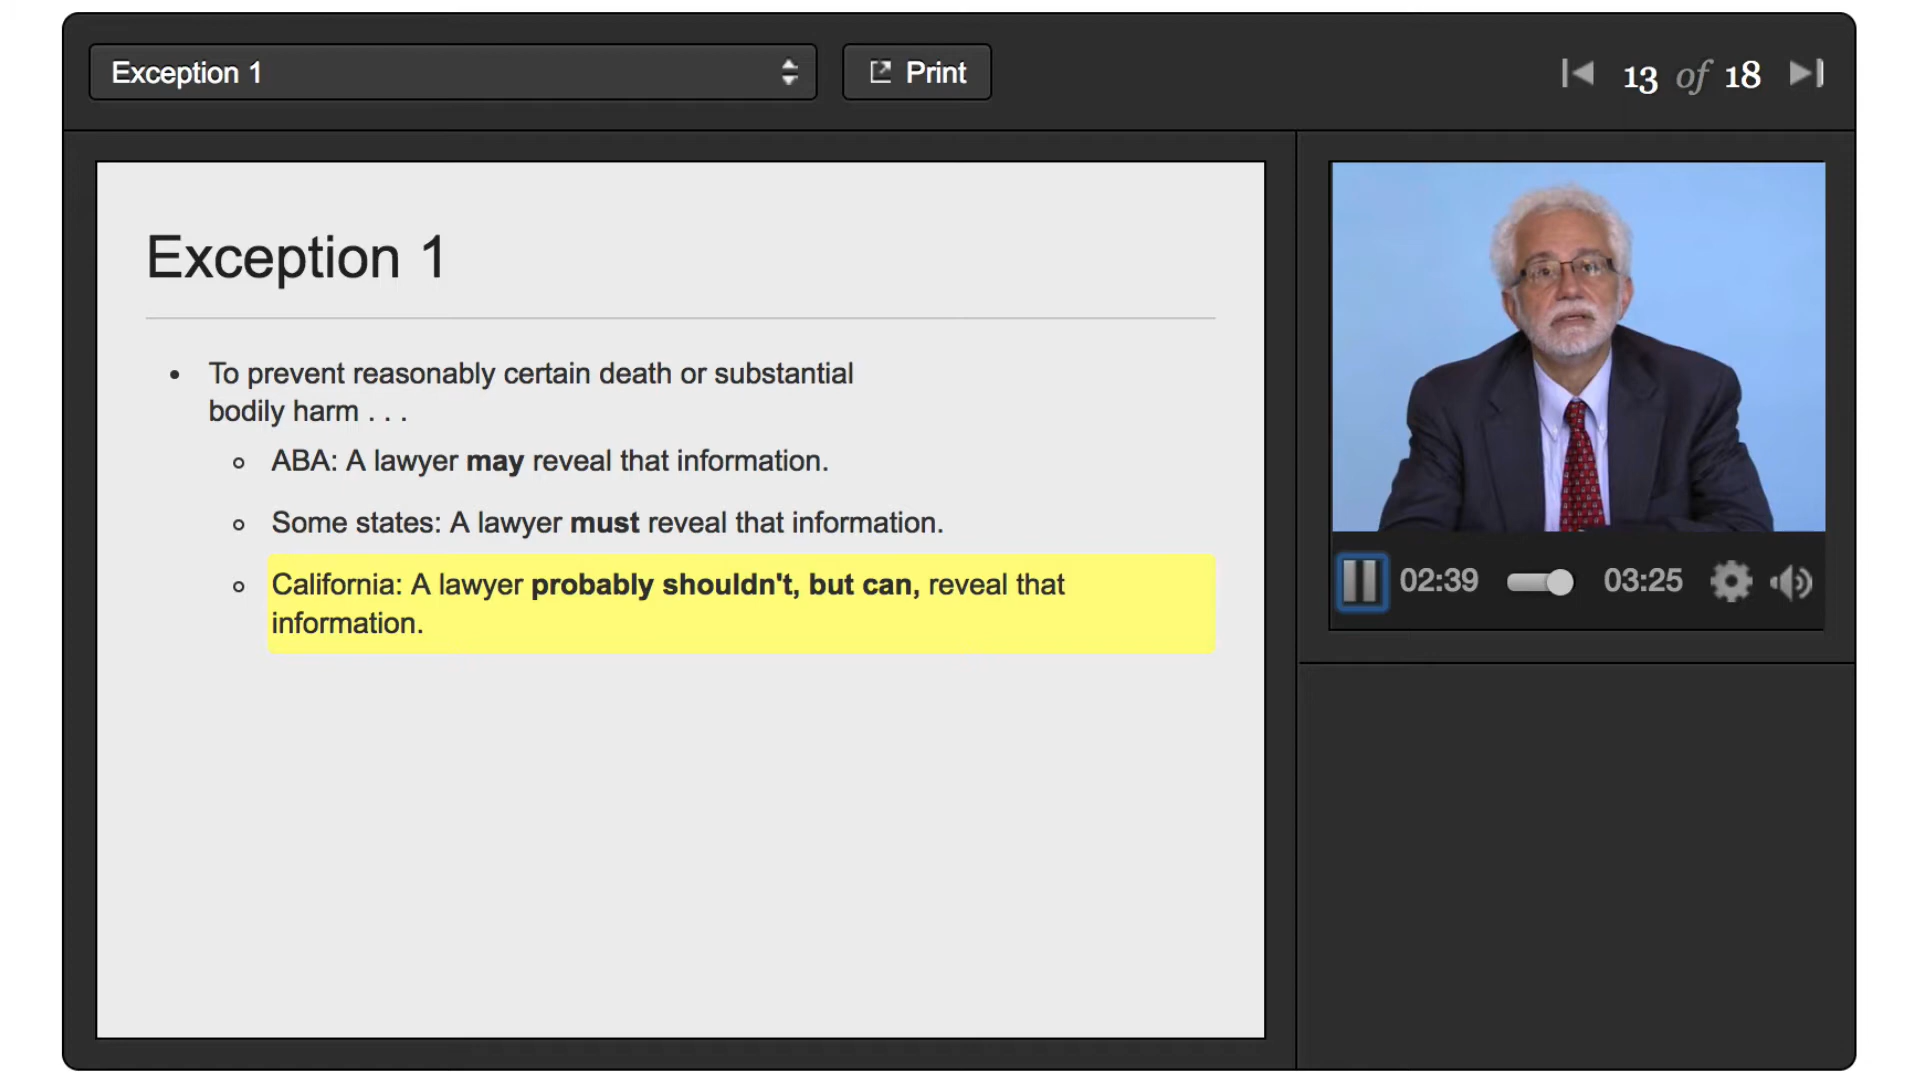 Exception 1
Print
13 of 18
Exception 1
• To prevent reasonably certain death or substantial
bodily harm . . .
ABA: A lawyer may reveal that information.
Some states: A lawyer must reveal that information.
California: A lawyer probably shouldn't, but can, reveal that
information.
02:39 03:25